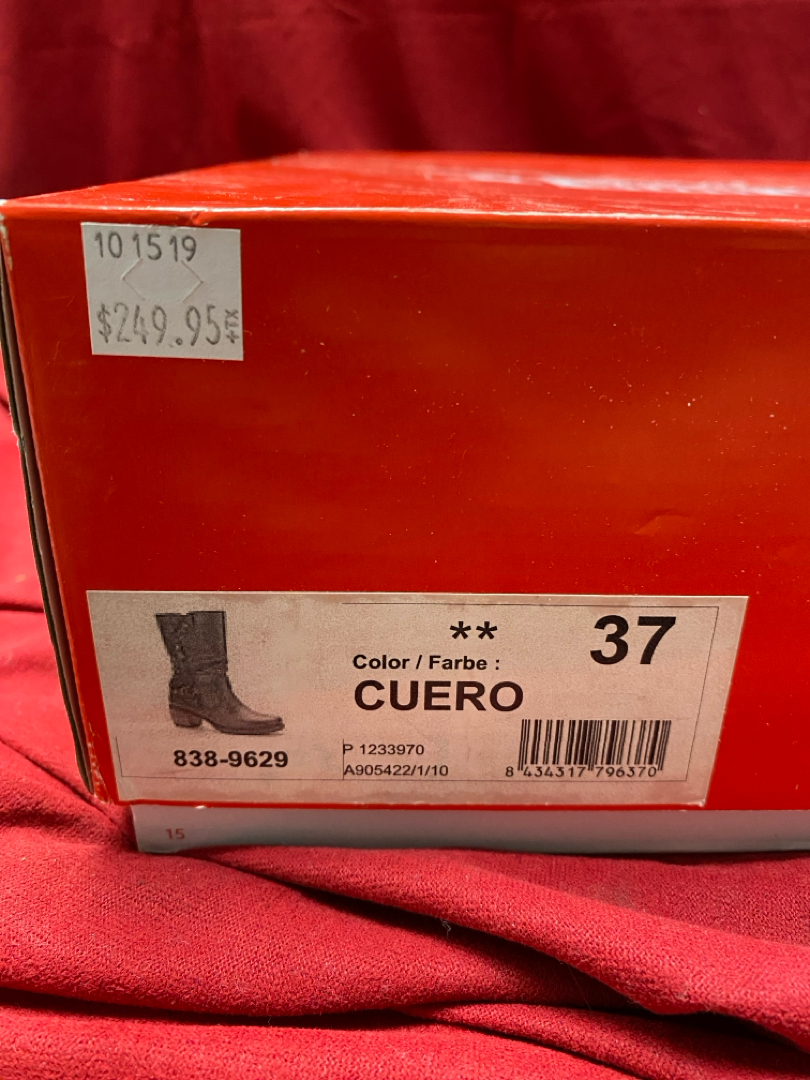 101519
$249.95+TX
**
37
Color / Farbe :
CUERO
838-9629
P 1233970
A905422/1/10
8 434317 796370
15